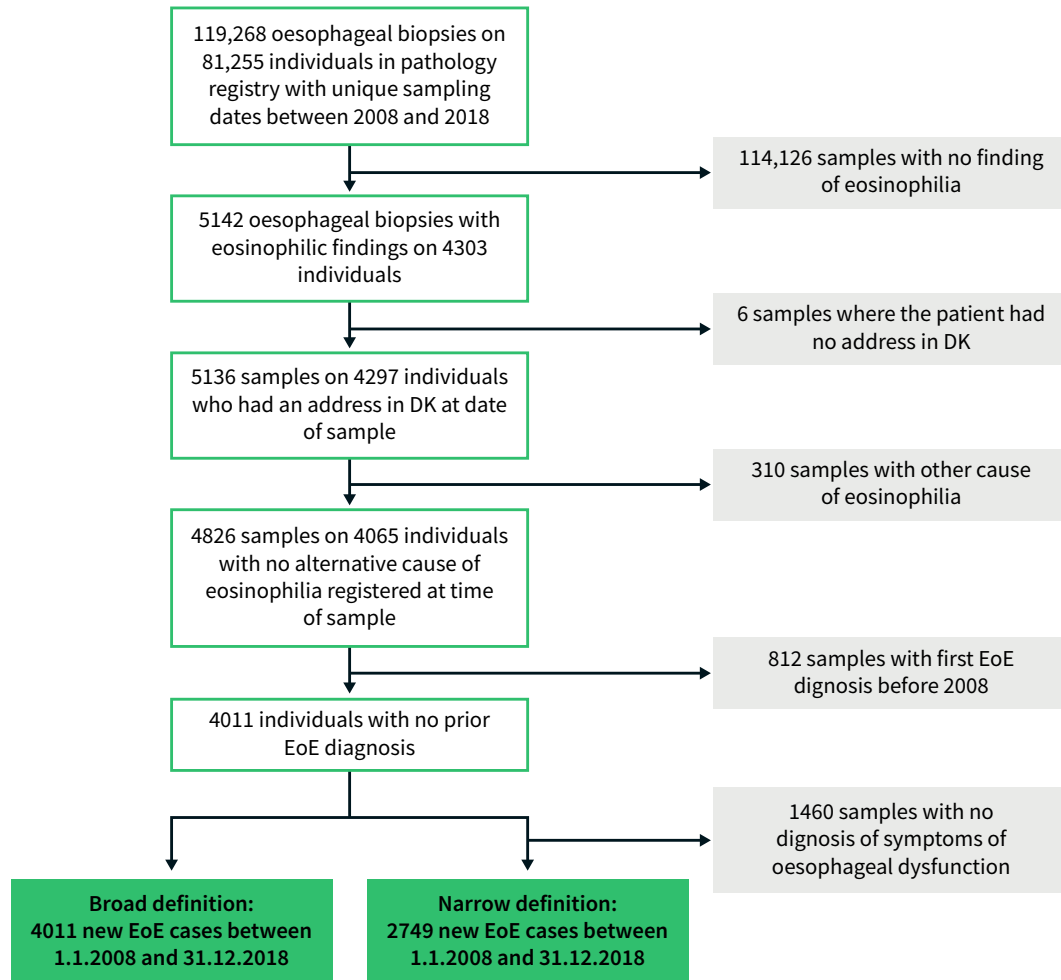 119,268 oesophageal biopsies on
81,255 individuals in pathology
registry with unique sampling
dates between 2008 and 2018
114,126 samples with no finding
of eosinophilia
5142 oesophageal biopsies with
eosinophilic findings on 4303
individuals
6 samples where the patient had
no address in DK
5136 samples on 4297 individuals
who had an address in DK at date
of sample
310 samples with other cause
of eosinophilia
4826 samples on 4065 individuals
with no alternative cause of
eosinophilia registered at time
of sample
812 samples with first EoE
dignosis before 2008
4011 individuals with no prior
EoE diagnosis
1460 samples with no
dignosis of symptoms of
oesophageal dysfunction
Broad definition:
4011 new EoE cases between
1.1.2008 and 31.12.2018
Narrow definition:
2749 new EoE cases between
1.1.2008 and 31.12.2018